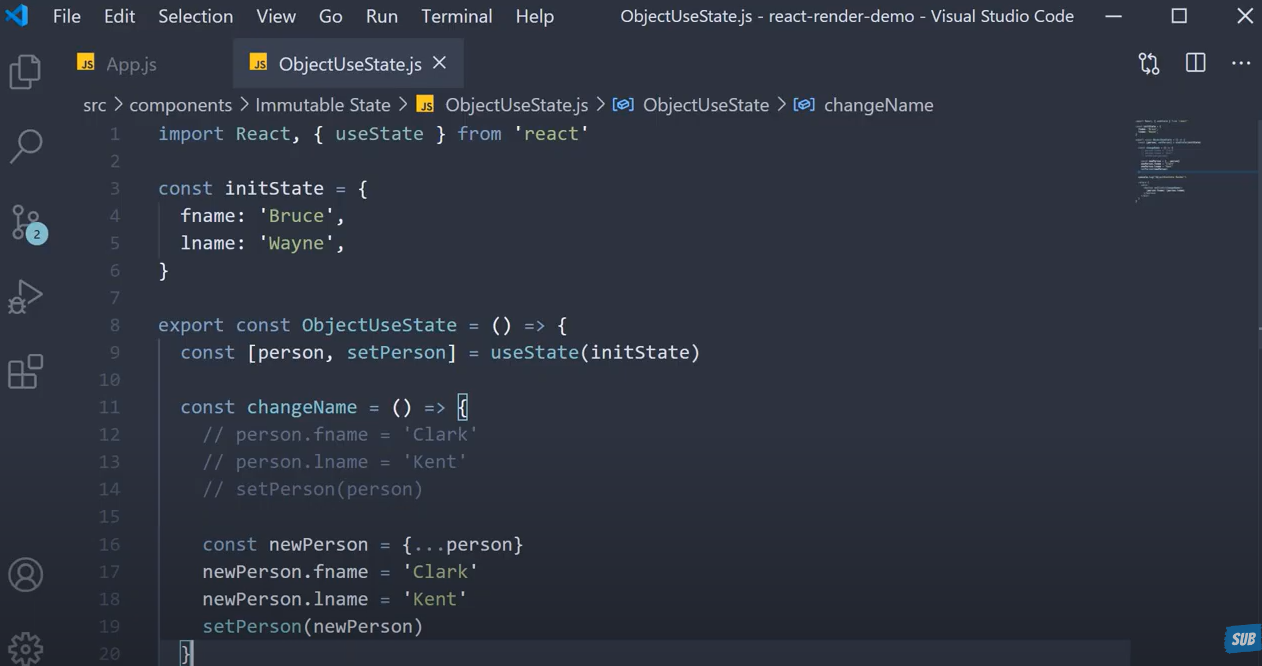 File Edit Selection View Go Run Terminal Help ObjectUseState.js - react-render-demo - Visual Studio Code
JS App.js JS ObjectUseState.js
src > components > Immutable State > JS ObjectUseState.js > ObjectUseState > changeName
1 import React, { useState } from 'react'
2
3 const initState = {
4 fname: 'Bruce',
5 lname: 'Wayne',
6 }
7
8 export const ObjectUseState = () => {
9 const [person, setPerson] = useState(initState)
10
11 const changeName = () => {
12 // person.fname = 'Clark'
13 // person.lname = 'Kent'
14 // setPerson(person)
15
16 const newPerson = {...person}
17 newPerson.fname = 'Clark'
18 newPerson.lname = 'Kent'
19 setPerson(newPerson)
20 }
2
SUB